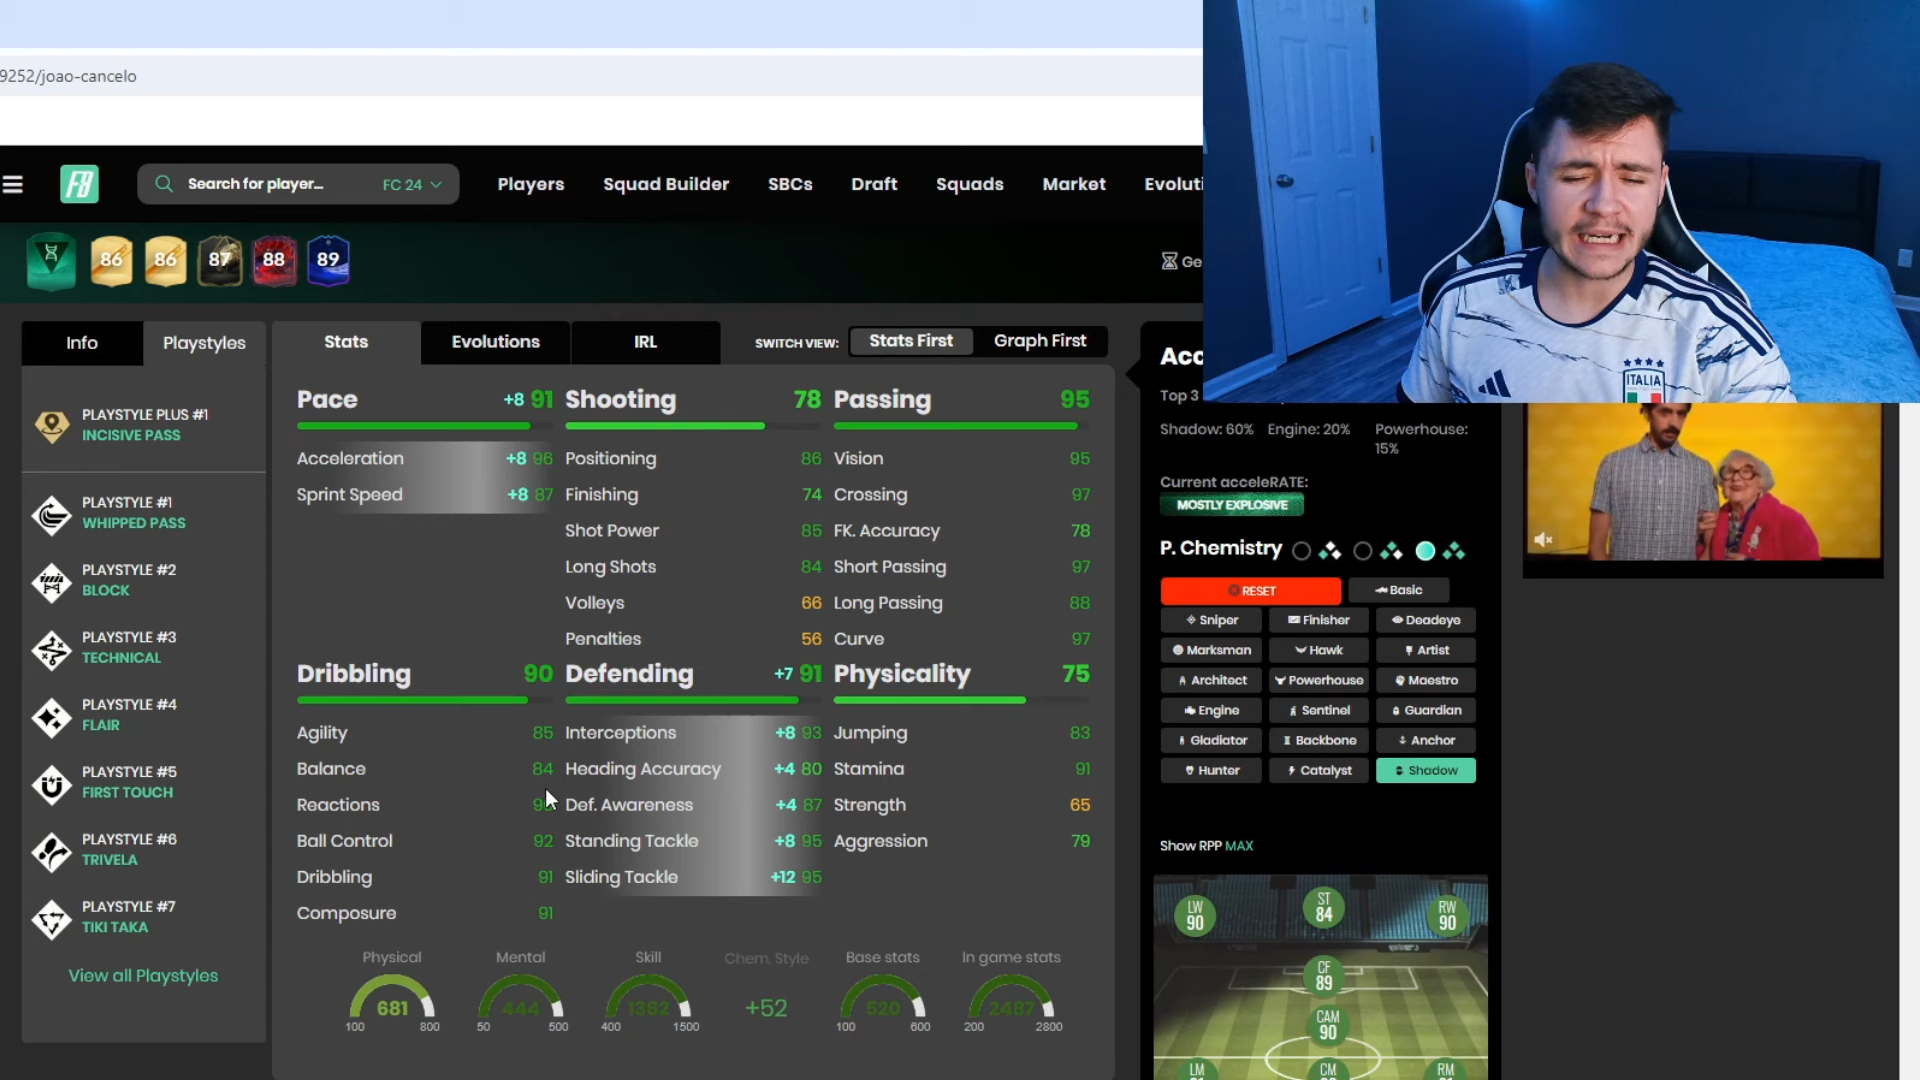 9252/joao-cancelo
F8
Search for player...
FC 24
Players
Squad Builder
SBCs
Draft
Squads
Market
86
86
87
88
89
Info
Playstyles
PLAYSTYLE PLUS #1
INCISIVE PASS
PLAYSTYLE #1
WHIPPED PASS
PLAYSTYLE #2
BLOCK
PLAYSTYLE #3
TECHNICAL
PLAYSTYLE #4
FLAIR
PLAYSTYLE #5
FIRST TOUCH
PLAYSTYLE #6
TRIVELA
PLAYSTYLE #7
TIKI TAKA
View all Playstyles
Stats
Evolutions
IRL
SWITCH VIEW:
Stats First
Graph First
Pace +8 91
Acceleration +8 96
Sprint Speed +8 87
Shooting 78
Positioning 86
Finishing 74
Shot Power 85
Long Shots 84
Volleys 66
Penalties 56
Passing 95
Vision 95
Crossing 97
FK. Accuracy 78
Short Passing 97
Long Passing 88
Curve 97
Dribbling 90
Agility 85
Balance 84
Reactions
Ball Control 92
Dribbling 91
Composure 91
Defending +7 91
Interceptions +8 93
Heading Accuracy +4 80
Def. Awareness +4 87
Standing Tackle +8 95
Sliding Tackle +12 95
Physicality 75
Jumping 83
Stamina 91
Strength 65
Aggression 79
Physical
681
100 800
Mental
444
50 500
Skill
1362
400 1500
Chem. Style
+52
Base stats
520
100 600
In game stats
2487
200 2800
Top 3
Shadow: 60% Engine: 20% Powerhouse:
15%
Current acceleRATE:
MOSTLY EXPLOSIVE
P. Chemistry
RESET
Basic
Sniper
Finisher
Deadeye
Marksman
Hawk
Artist
Architect
Powerhouse
Maestro
Engine
Sentinel
Guardian
Gladiator
Backbone
Anchor
Hunter
Catalyst
Shadow
Show RPP MAX
LW
90
ST
84
RW
90
CF
89
CAM
90
LM
CM
RM
ITALIA